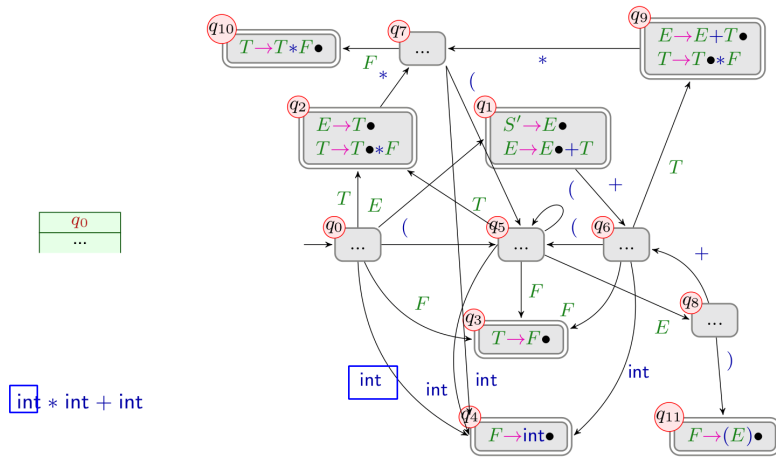 q10
T→T*F●
q7
...
q9
E→E+T●
T→T●*F
F
*
(
*
q2
E→T●
T→T●*F
q1
S′→E●
E→E●+T
T
E
T
(
+
T
q0
...
q0
...
(
q5
...
(
q6
...
+
F
F
F
q3
T→F●
E
q8
...
int
int
int
int
)
int * int + int
q4
F→int●
q11
F→(E)●